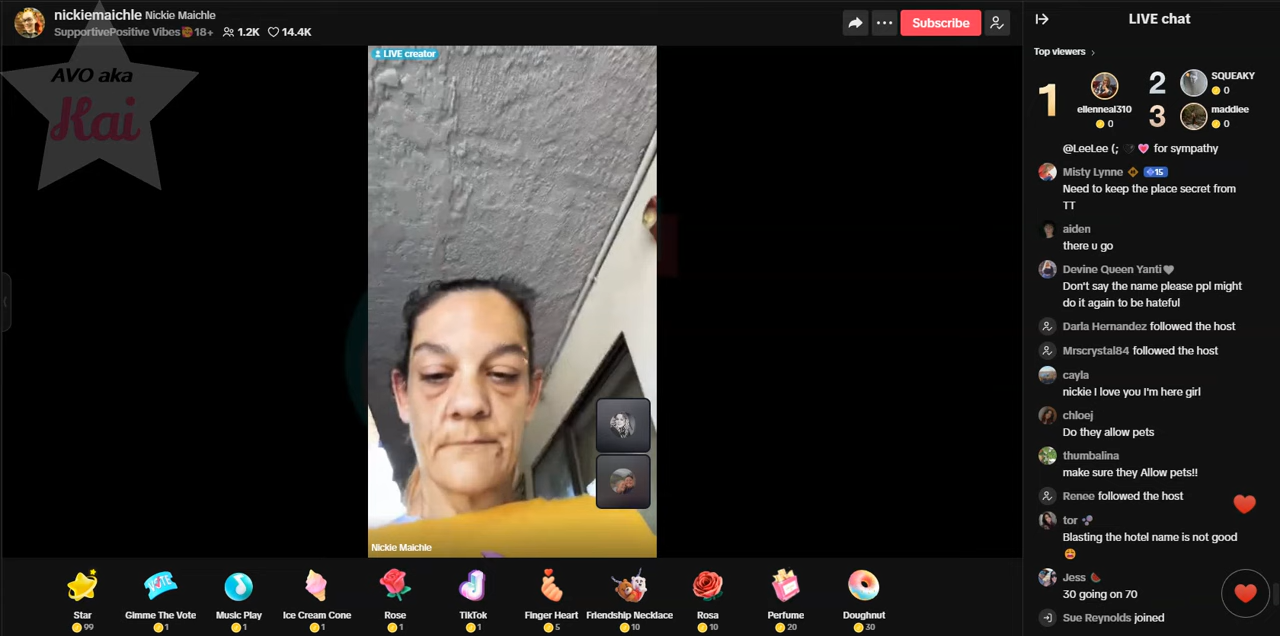 nickiemaichle Nickie Maichle
SupportivePositive Vibes 18+ 1.2K 14.4K
Subscribe
AVO aka
Kai
LIVE creator
Nickie Maichle
Star
99
Gimme The Vote
1
Music Play
1
Ice Cream Cone
1
Rose
1
TikTok
1
Finger Heart
5
Friendship Necklace
10
Rosa
10
Perfume
20
Doughnut
30
LIVE chat
Top viewers
1
ellenneal310
0
2
SQUEAKY
0
3
maddlee
0
@LeeLee (; 🖤 💗 for sympathy
Misty Lynne 15
Need to keep the place secret from
TT
aiden
there u go
Devine Queen Yanti🖤
Don't say the name please ppl might
do it again to be hateful
Darla Hernandez followed the host
Mrscrystal84 followed the host
cayla
nickie I love you I'm here girl
chloej
Do they allow pets
thumbalina
make sure they Allow pets!!
Renee followed the host
tor
Blasting the hotel name is not good
🤩
Jess 🍉
30 going on 70
Sue Reynolds joined